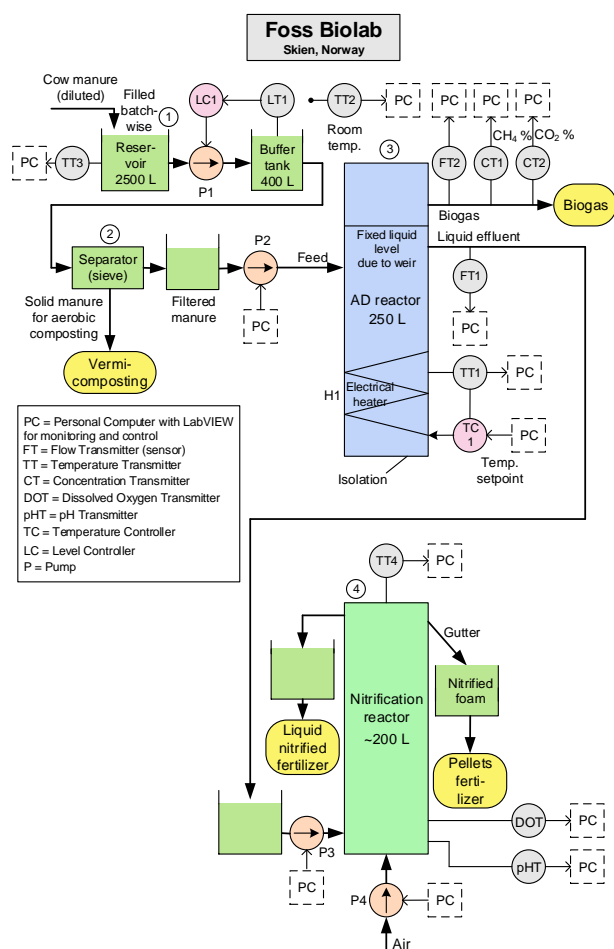 Foss Biolab
Skien, Norway
Cow manure
(diluted)
Filled
batch-
wise
1
LC1
LT1
TT2
PC
PC
PC
PC
Room
temp.
CH4 %
CO2 %
3
PC
TT3
Reser-
voir
2500 L
P1
Buffer
tank
400 L
FT2
CT1
CT2
Biogas
Biogas
2
Separator
(sieve)
P2
Feed
Fixed liquid
level
due to weir
Liquid effluent
FT1
AD reactor
250 L
Solid manure
for aerobic
composting
Filtered
manure
PC
PC
Vermi-
composting
H1
Electrical
heater
TT1
PC
TC
1
PC
Temp.
setpoint
Isolation
PC = Personal Computer with LabVIEW
for monitoring and control
FT = Flow Transmitter (sensor)
TT = Temperature Transmitter
CT = Concentration Transmitter
DOT= Dissolved Oxygen Transmitter
pHT = pH Transmitter
TC = Temperature Controller
LC = Level Controller
P = Pump
TT4
PC
4
Gutter
Nitrified
foam
Nitrification
reactor
~200 L
Liquid
nitrified
fertilizer
Pellets
ferti-
lizer
P3
PC
DOT
PC
pHT
PC
P4
PC
Air